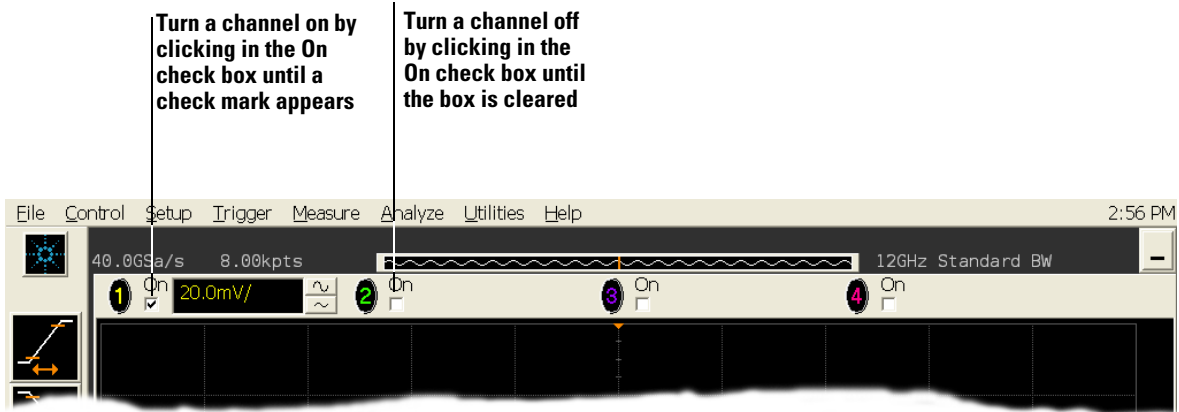 Turn a channel on by
clicking in the On
check box until a
check mark appears
Turn a channel off
by clicking in the
On check box until
the box is cleared
File Control Setup Trigger Measure Analyze Utilities Help 2:56 PM
40.0GSa/s 8.00kpts 12GHz Standard BW
1 On 20.0mV/ 2 On 3 On 4 On